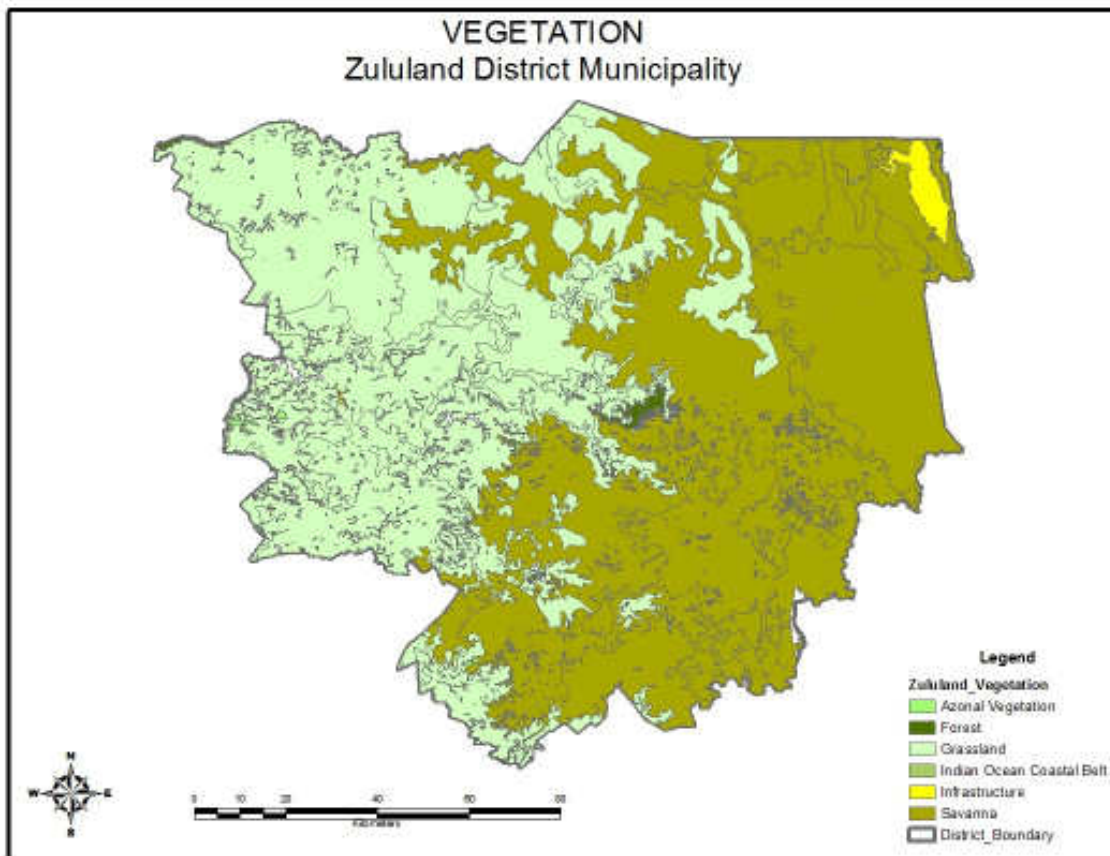 VEGETATION
Zululand District Municipality
Legend
Zululand_Vegetation
Azonal Vegetation
Forest
Grassland
Indian Ocean Coastal Belt
Infrastructure
Savanna
District_Boundary
N
W E
S
0 10 20 40 60 80
Kilometers